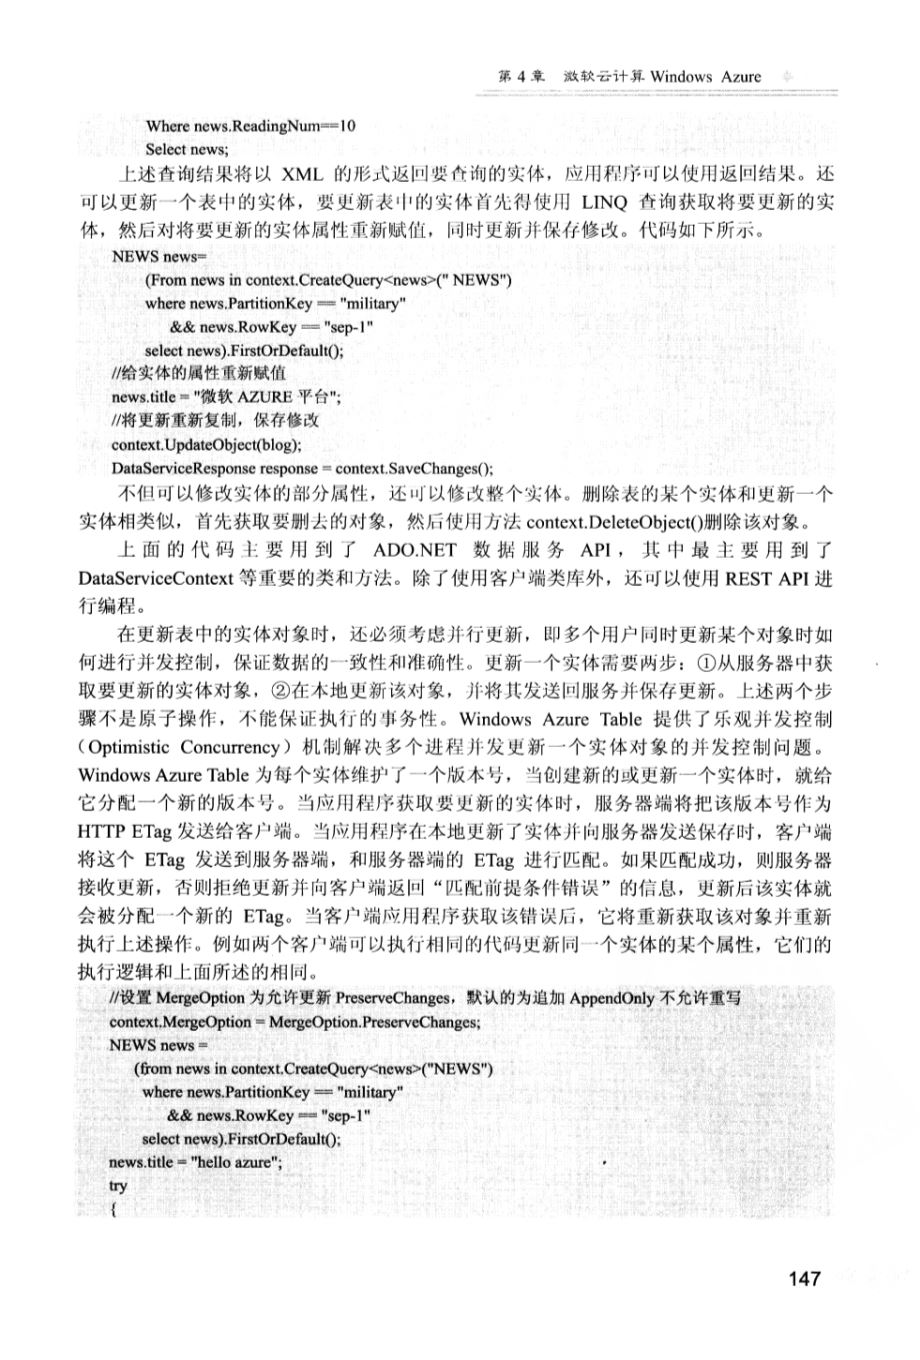 第 4 章 微软云计算 Windows Azure
Where news.ReadingNum==10
Select news;
上述查询结果将以 XML 的形式返回要查询的实体，应用程序可以使用返回结果。还
可以更新一个表中的实体，要更新表中的实体首先得使用 LINQ 查询获取将要更新的实
体，然后对将要更新的实体属性重新赋值，同时更新并保存修改。代码如下所示。
NEWS news=
(From news in context.CreateQuery<news>(" NEWS")
where news.PartitionKey == "military"
&& news.RowKey == "sep-1"
select news).FirstOrDefault();
//给实体的属性重新赋值
news.title = "微软 AZURE 平台";
//将更新重新复制，保存修改
context.UpdateObject(blog);
DataServiceResponse response = context.SaveChanges();
不但可以修改实体的部分属性，还可以修改整个实体。删除表的某个实体和更新一个
实体相类似，首先获取要删去的对象，然后使用方法 context.DeleteObject()删除该对象。
上面的代码主要用到了 ADO.NET 数据服务 API，其中最主要用到了
DataServiceContext 等重要的类和方法。除了使用客户端类库外，还可以使用 REST API 进
行编程。
在更新表中的实体对象时，还必须考虑并行更新，即多个用户同时更新某个对象时如
何进行并发控制，保证数据的一致性和准确性。更新一个实体需要两步：①从服务器中获
取要更新的实体对象，②在本地更新该对象，并将其发送回服务并保存更新。上述两个步
骤不是原子操作，不能保证执行的事务性。Windows Azure Table 提供了乐观并发控制
（Optimistic Concurrency）机制解决多个进程并发更新一个实体对象的并发控制问题。
Windows Azure Table 为每个实体维护了一个版本号，当创建新的或更新一个实体时，就给
它分配一个新的版本号。当应用程序获取要更新的实体时，服务器端将把该版本号作为
HTTP ETag 发送给客户端。当应用程序在本地更新了实体并向服务器发送保存时，客户端
将这个 ETag 发送到服务器端，和服务器端的 ETag 进行匹配。如果匹配成功，则服务器
接收更新，否则拒绝更新并向客户端返回“匹配前提条件错误”的信息，更新后该实体就
会被分配一个新的 ETag。当客户端应用程序获取该错误后，它将重新获取该对象并重新
执行上述操作。例如两个客户端可以执行相同的代码更新同一个实体的某个属性，它们的
执行逻辑和上面所述的相同。
//设置 MergeOption 为允许更新 PreserveChanges，默认的为追加 AppendOnly 不允许重写
context.MergeOption = MergeOption.PreserveChanges;
NEWS news =
(from news in context.CreateQuery<news>("NEWS")
where news.PartitionKey == "military"
&& news.RowKey == "sep-1"
select news).FirstOrDefault();
news.title = "hello azure";
try
{
147